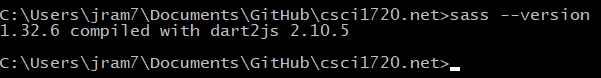 C:\Users\jram7\Documents\GitHub\csci1720.net>sass --version
1.32.6 compiled with dart2js 2.10.5
C:\Users\jram7\Documents\GitHub\csci1720.net>_